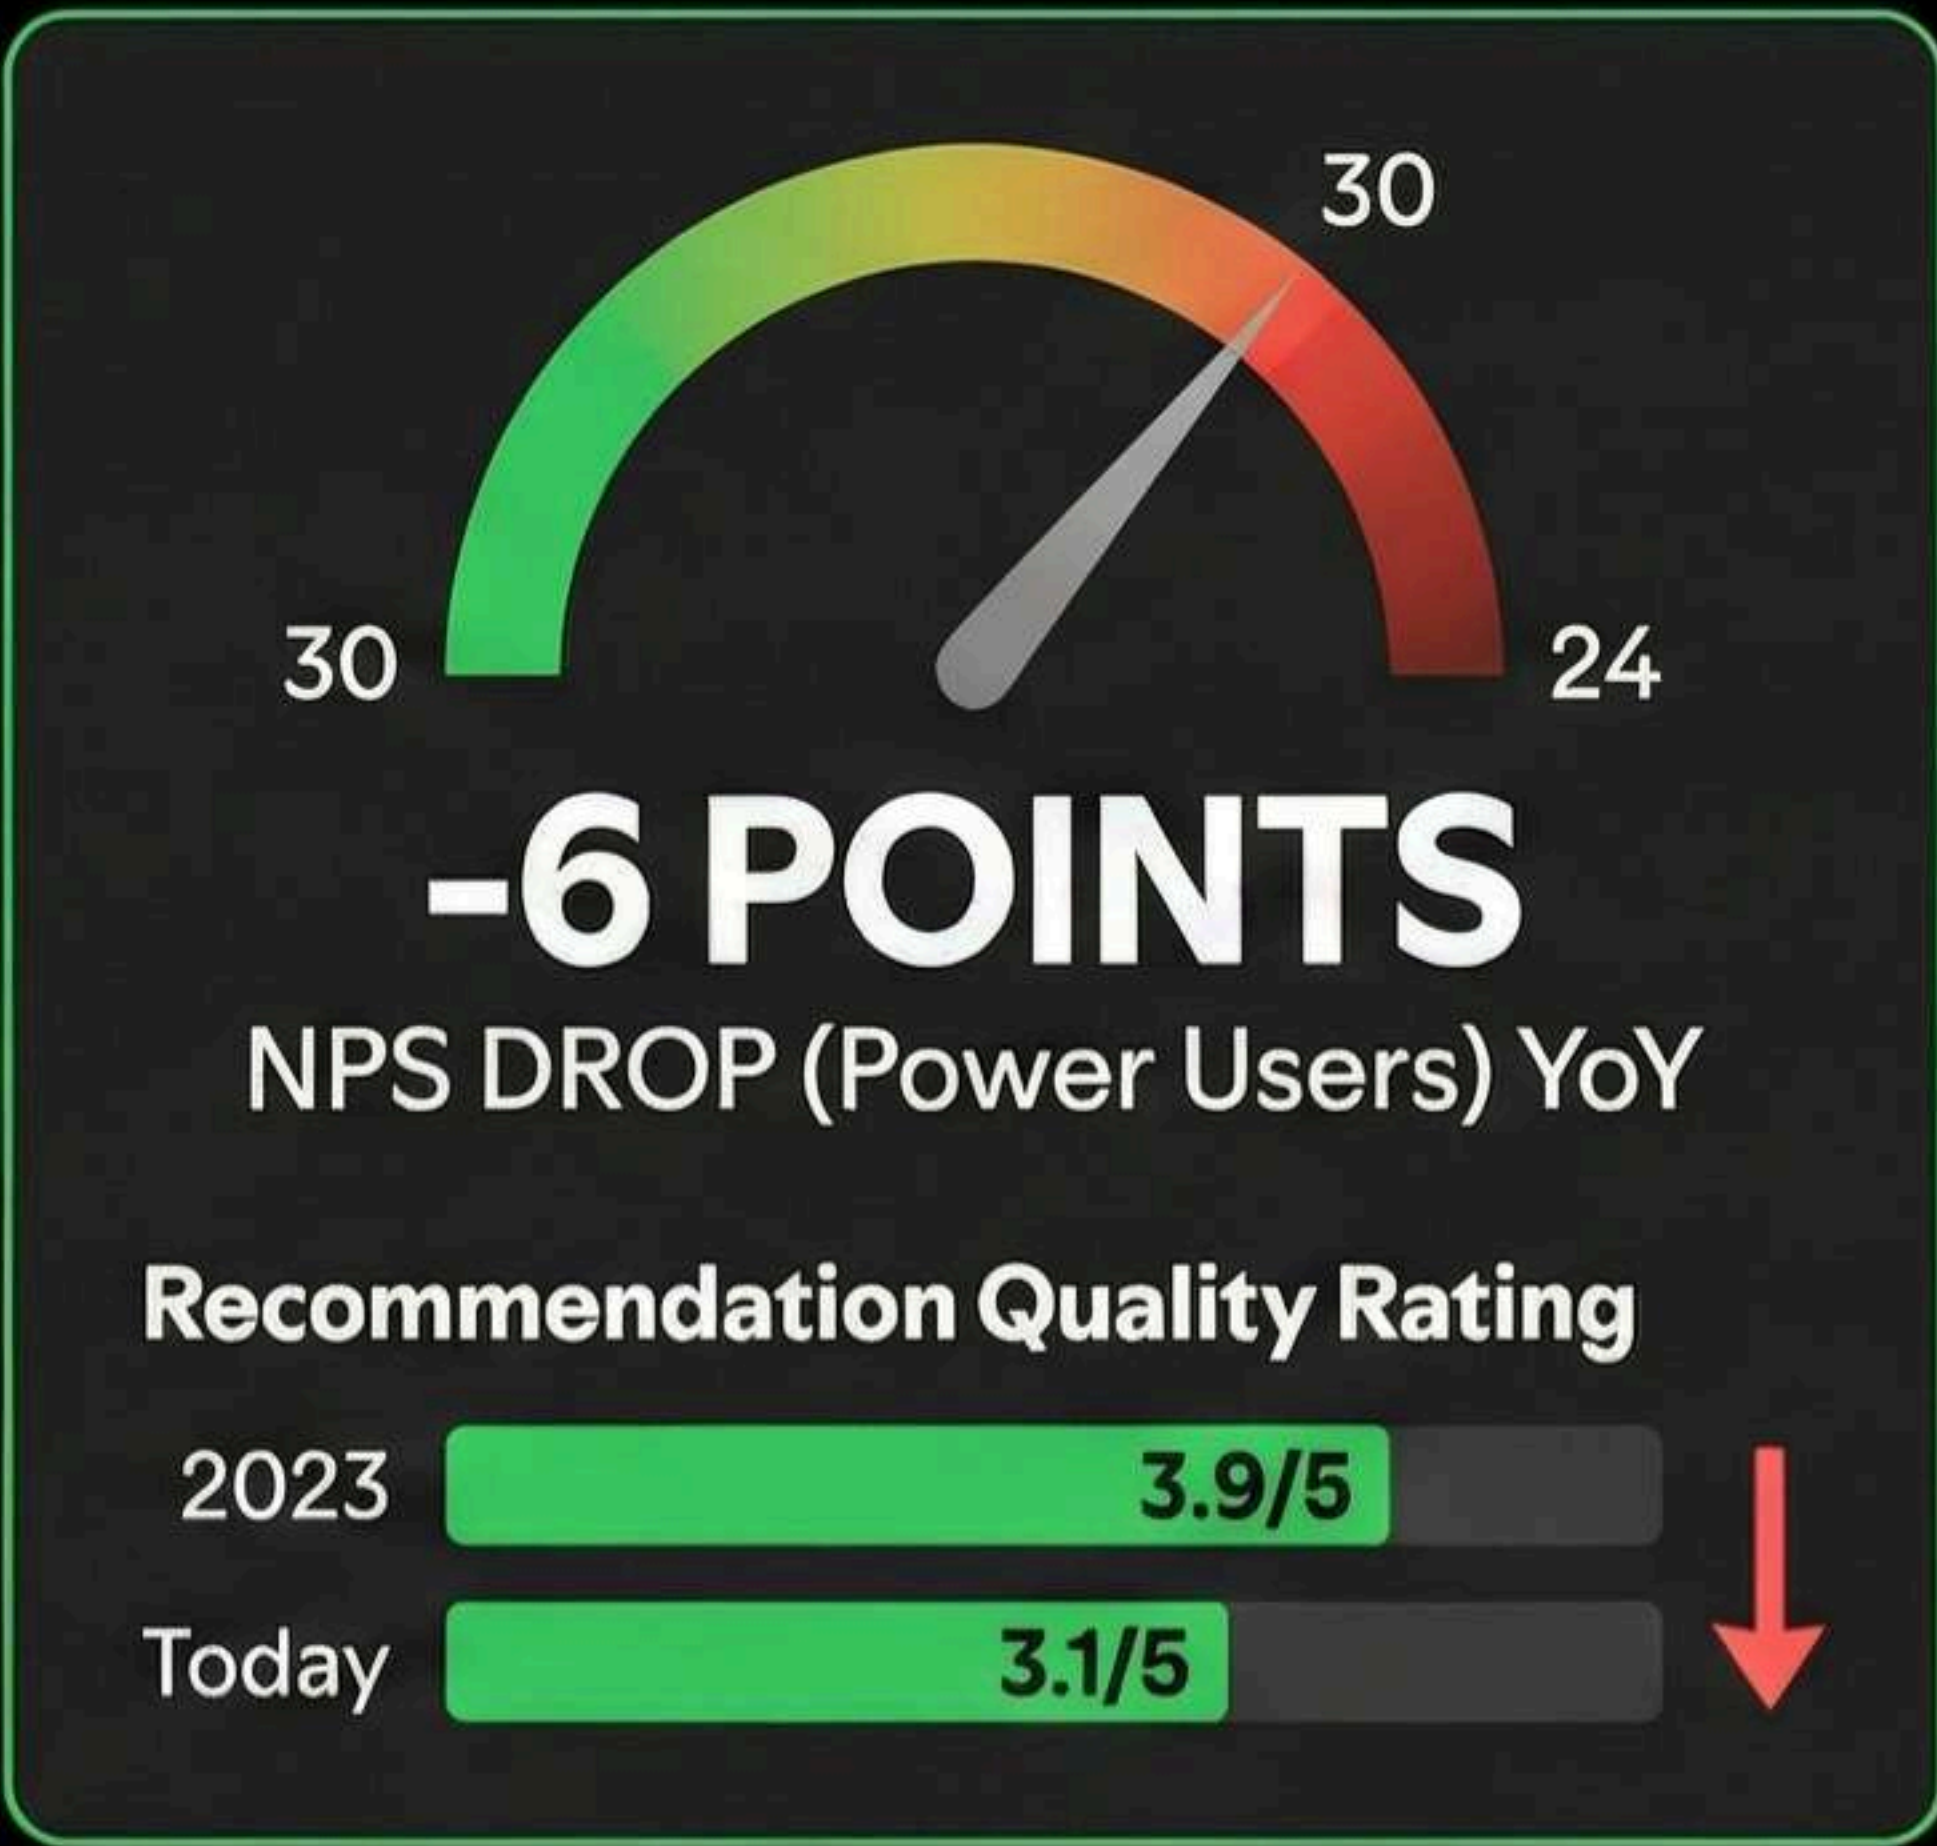 30
30
24
-6 POINTS
NPS DROP (Power Users) YoY
Recommendation Quality Rating
2023
3.9/5
Today
3.1/5